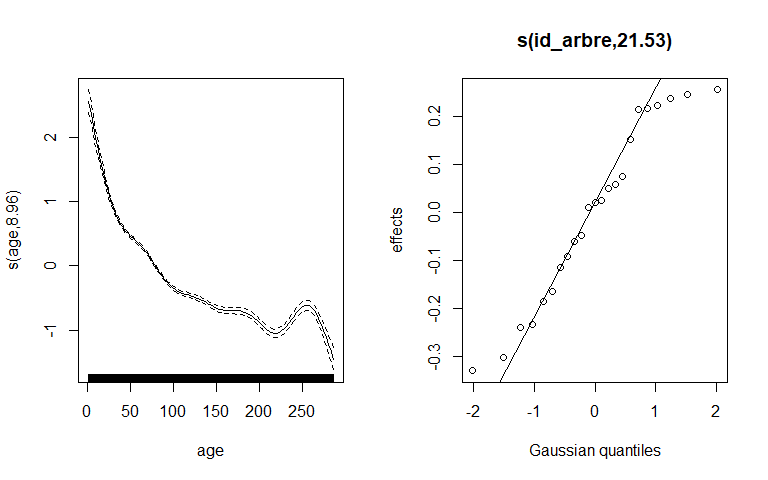 s(age,8.96)
2
1
0
-1
0 50 100 150 200 250
age
s(id_arbre,21.53)
effects
0.2
0.1
0.0
-0.1
-0.2
-0.3
-2 -1 0 1 2
Gaussian quantiles